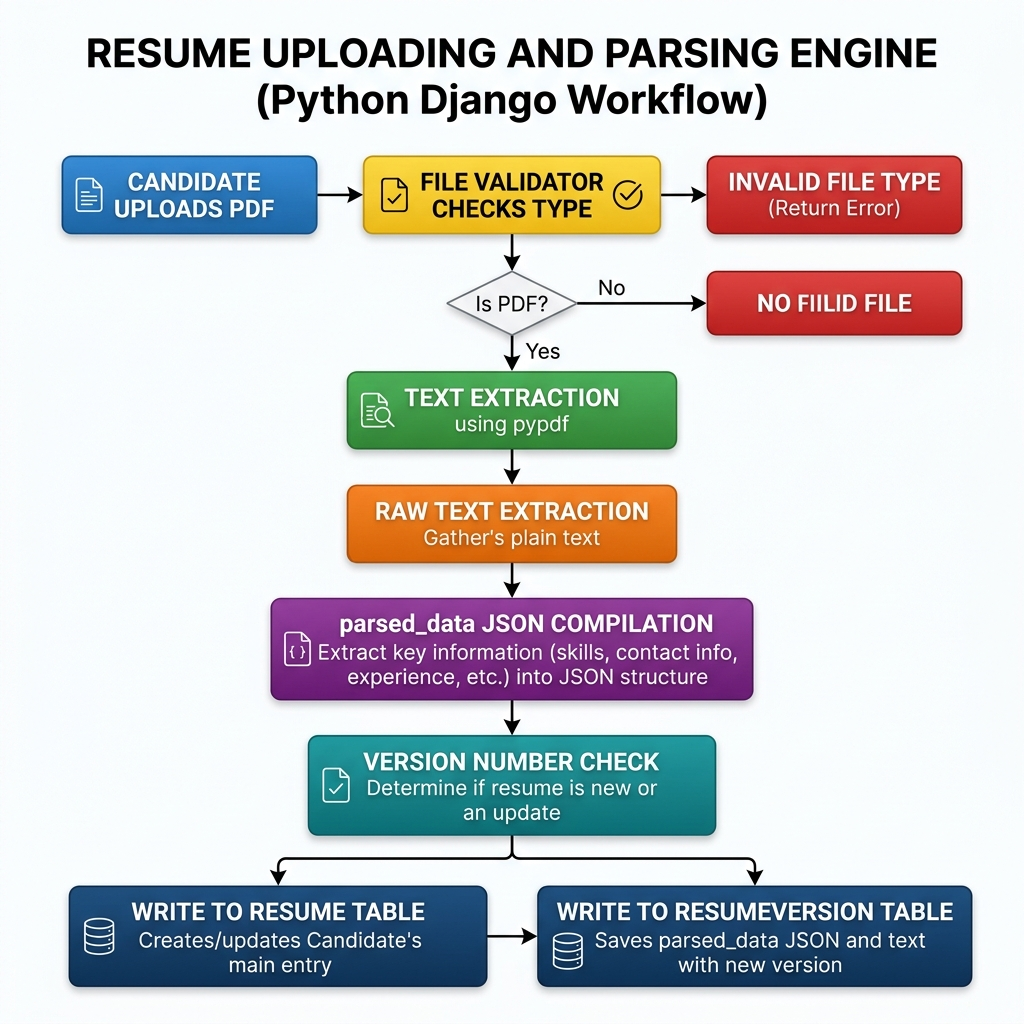 RESUME UPLOADING AND PARSING ENGINE
(Python Django Workflow)
CANDIDATE
UPLOADS PDF
FILE VALIDATOR
CHECKS TYPE
INVALID FILE TYPE
(Return Error)
Is PDF?
No
NO FIILID FILE
Yes
TEXT EXTRACTION
using pypdf
RAW TEXT EXTRACTION
Gather's plain text
parsed_data JSON COMPILATION
{ }
Extract key information (skills, contact info,
experience, etc.) into JSON structure
VERSION NUMBER CHECK
Determine if resume is new or
an update
WRITE TO RESUME TABLE
Creates/updates Candidate's
main entry
WRITE TO RESUMEVERSION TABLE
Saves parsed_data JSON and text
with new version